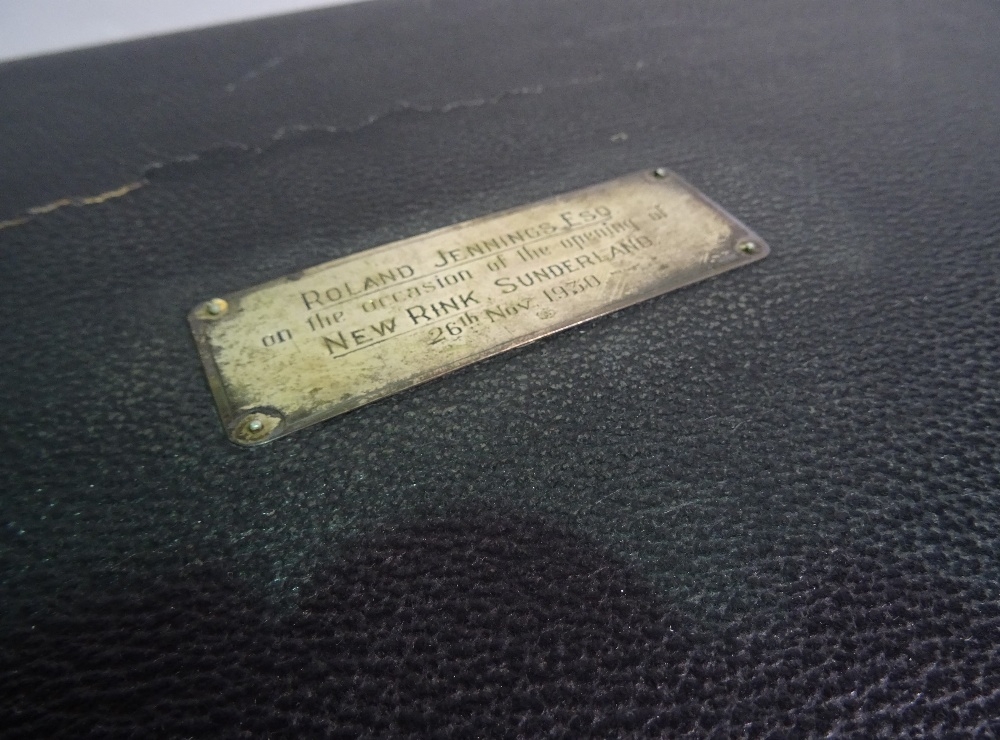 ROLAND JENNINGS ESQ
on the occasion of the opening of
NEW RINK SUNDERLAND
26th Nov 1930